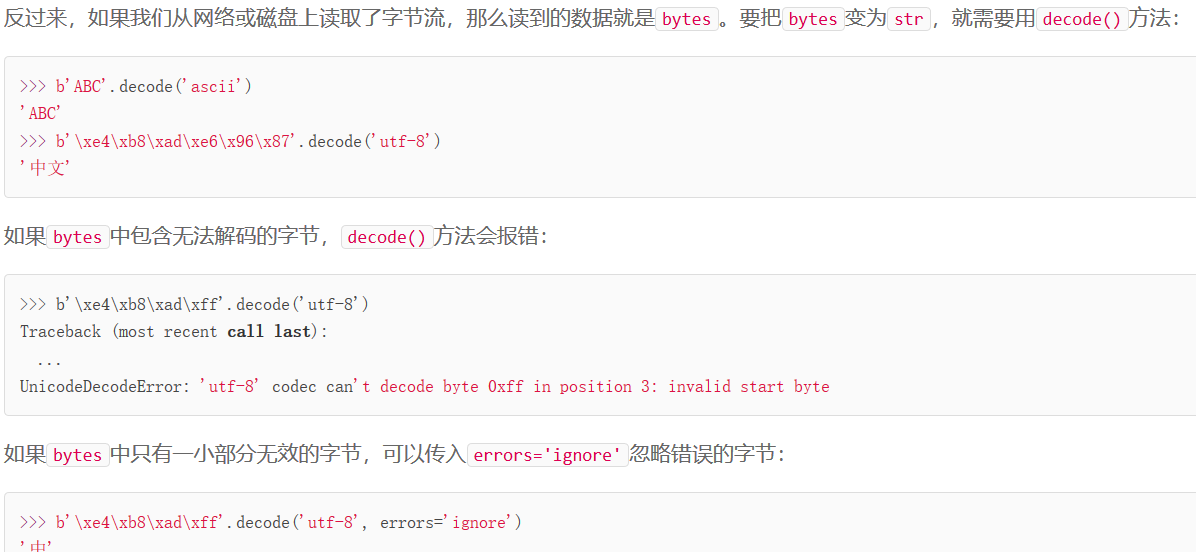 反过来，如果我们从网络或磁盘上读取了字节流，那么读到的数据就是bytes。要把bytes变为str，就需要用decode()方法：
>>> b'ABC'.decode('ascii')
'ABC'
>>> b'\xe4\xb8\xad\xe6\x96\x87'.decode('utf-8')
'中文'
如果bytes中包含无法解码的字节，decode()方法会报错：
>>> b'\xe4\xb8\xad\xff'.decode('utf-8')
Traceback (most recent call last):
  ...
UnicodeDecodeError: 'utf-8' codec can't decode byte 0xff in position 3: invalid start byte
如果bytes中只有一小部分无效的字节，可以传入errors='ignore'忽略错误的字节：
>>> b'\xe4\xb8\xad\xff'.decode('utf-8', errors='ignore')
'中'